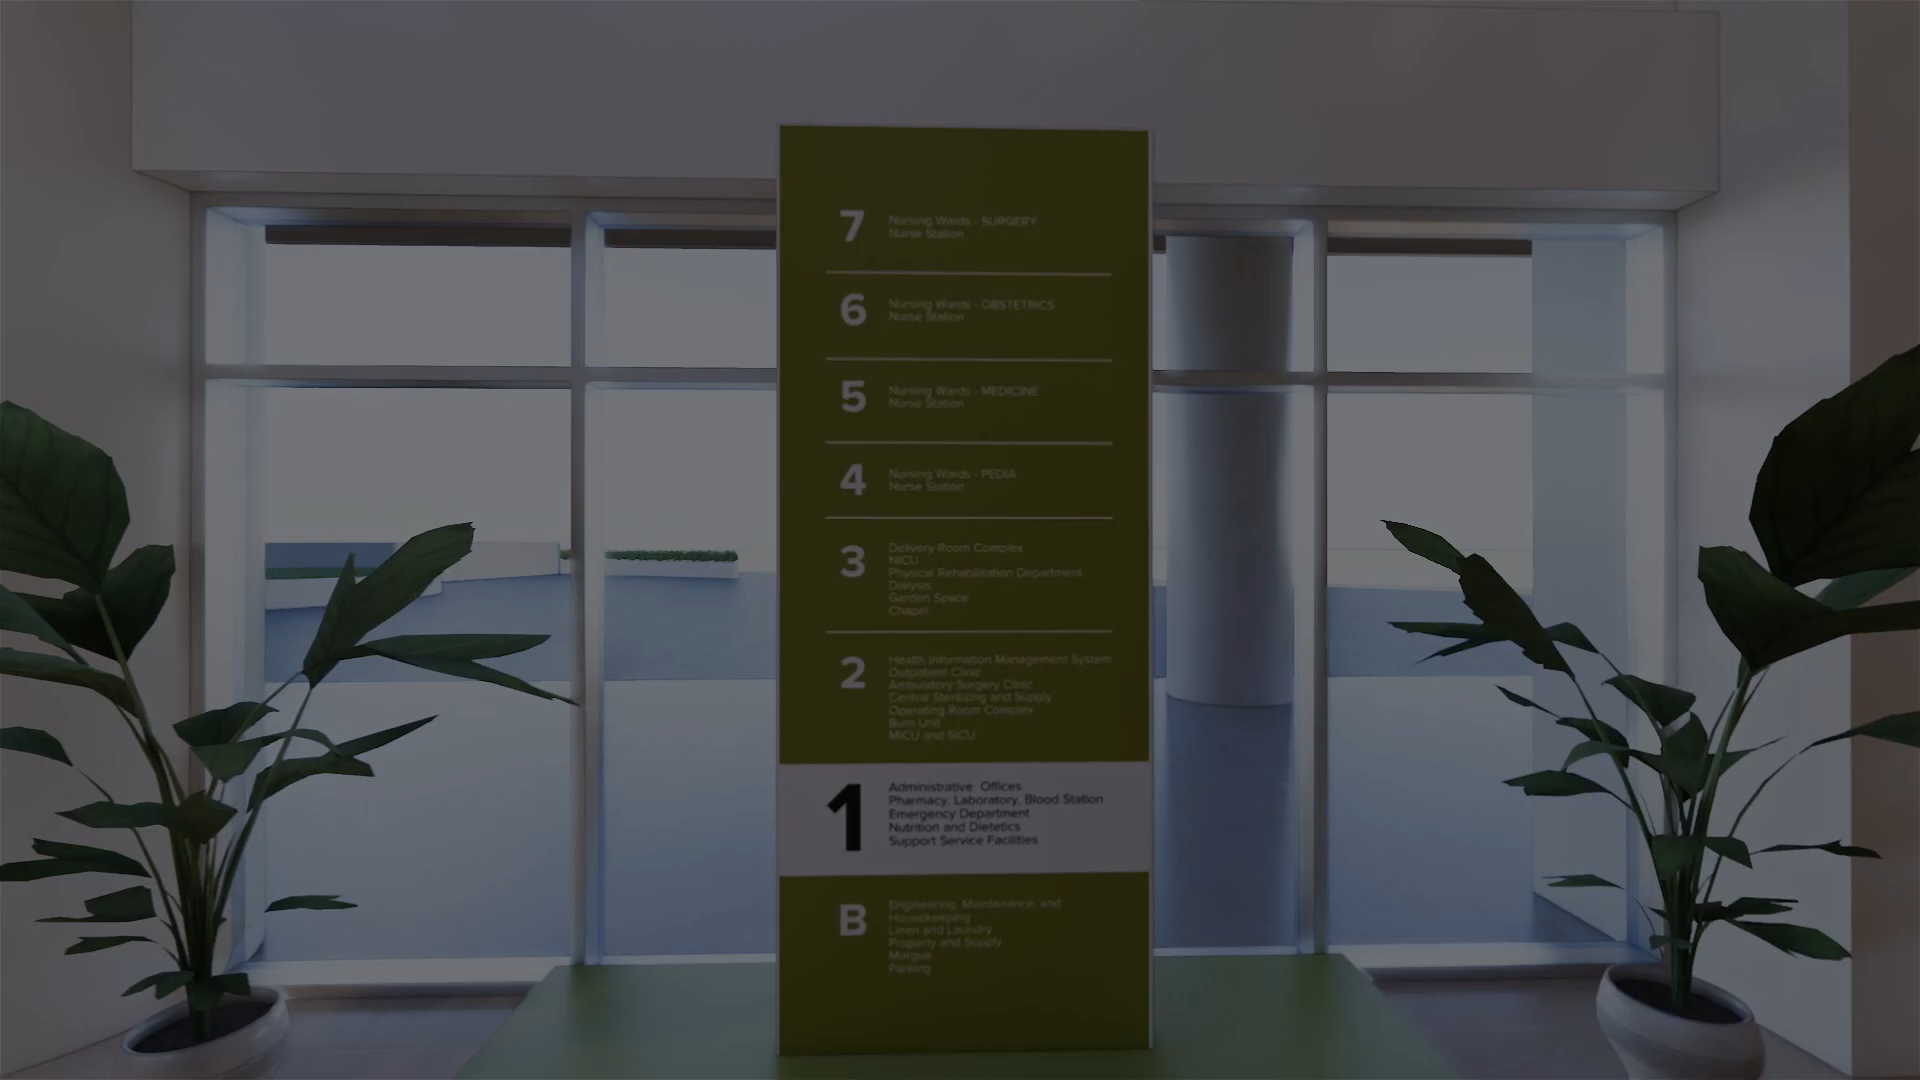 7
Nursing Wards - SURGERY
Nurse Station
6
Nursing Wards - OBSTETRICS
Nurse Station
5
Nursing Wards - MEDICINE
Nurse Station
4
Nursing Wards - PEDIA
Nurse Station
3
Delivery Room Complex
NICU
Physical Rehabilitation Department
Dialysis
Garden Space
Chapel
2
Health Information Management System
Outpatient Clinic
Ambulatory Surgery Clinic
Central Sterilizing and Supply
Operating Room Complex
Burn Unit
MICU and SICU
1
Administrative Offices
Pharmacy, Laboratory, Blood Station
Emergency Department
Nutrition and Dietetics
Support Service Facilities
B
Engineering, Maintenance, and
Housekeeping
Linen and Laundry
Property and Supply
Morgue
Parking